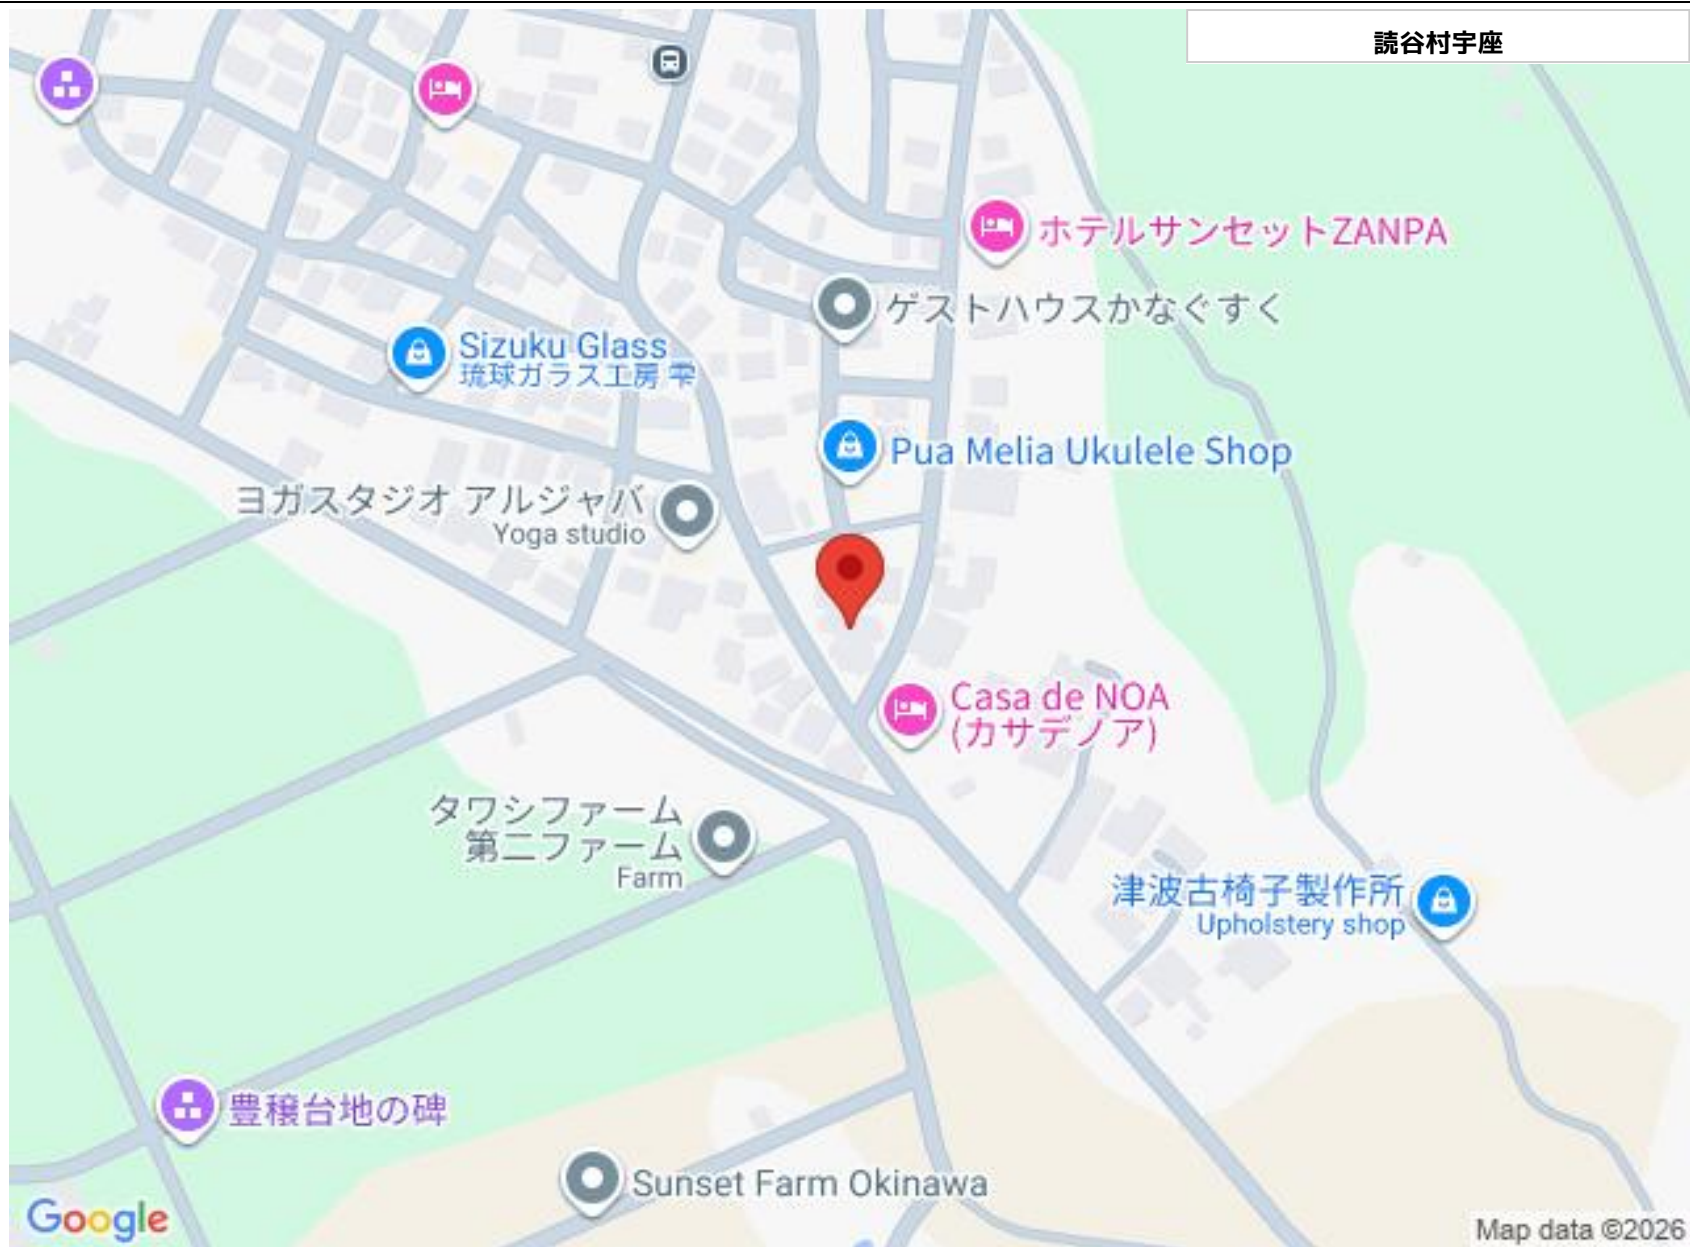 読谷村宇座
ホテルサンセットZANPA
ゲストハウスかなぐすく
Sizuku Glass
琉球ガラス工房 雫
Pua Melia Ukulele Shop
ヨガスタジオ アルジャバ
Yoga studio
Casa de NOA
(カサデノア)
タワシファーム
第二ファーム
Farm
津波古椅子製作所
Upholstery shop
豊穣台地の碑
Sunset Farm Okinawa
Google
Map data ©2026